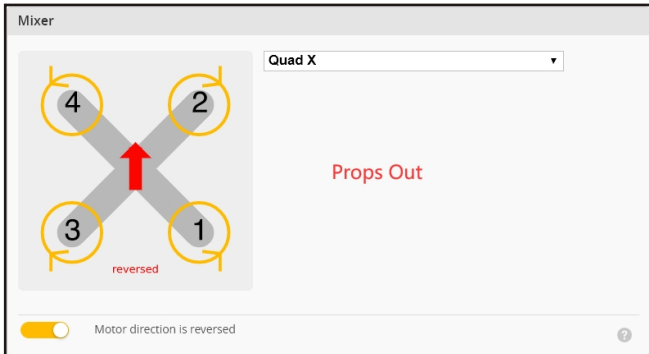 Mixer
Quad X
4
2
Props Out
3
1
reversed
Motor direction is reversed
?